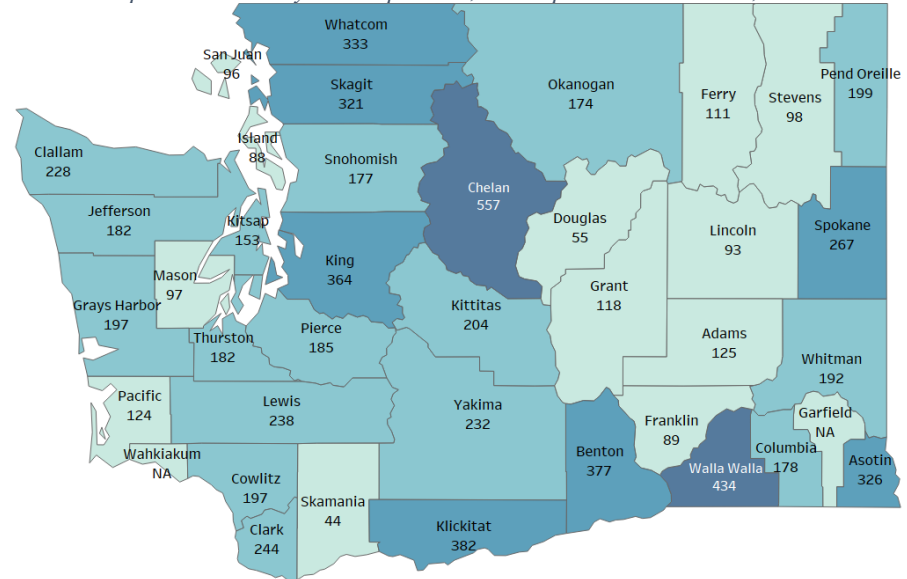 Whatcom
333
San Juan
96
Skagit
321
Okanogan
174
Ferry
111
Stevens
98
Pend Oreille
199
Island
88
Clallam
228
Snohomish
177
Chelan
557
Jefferson
182
Kitsap
153
Douglas
55
Lincoln
93
Spokane
267
King
364
Mason
97
Grant
118
Grays Harbor
197
Kittitas
204
Pierce
185
Thurston
182
Adams
125
Whitman
192
Pacific
124
Lewis
238
Yakima
232
Franklin
89
Garfield
NA
Wahkiakum
NA
Benton
377
Walla Walla
434
Columbia
178
Asotin
326
Cowlitz
197
Skamania
44
Clark
244
Klickitat
382